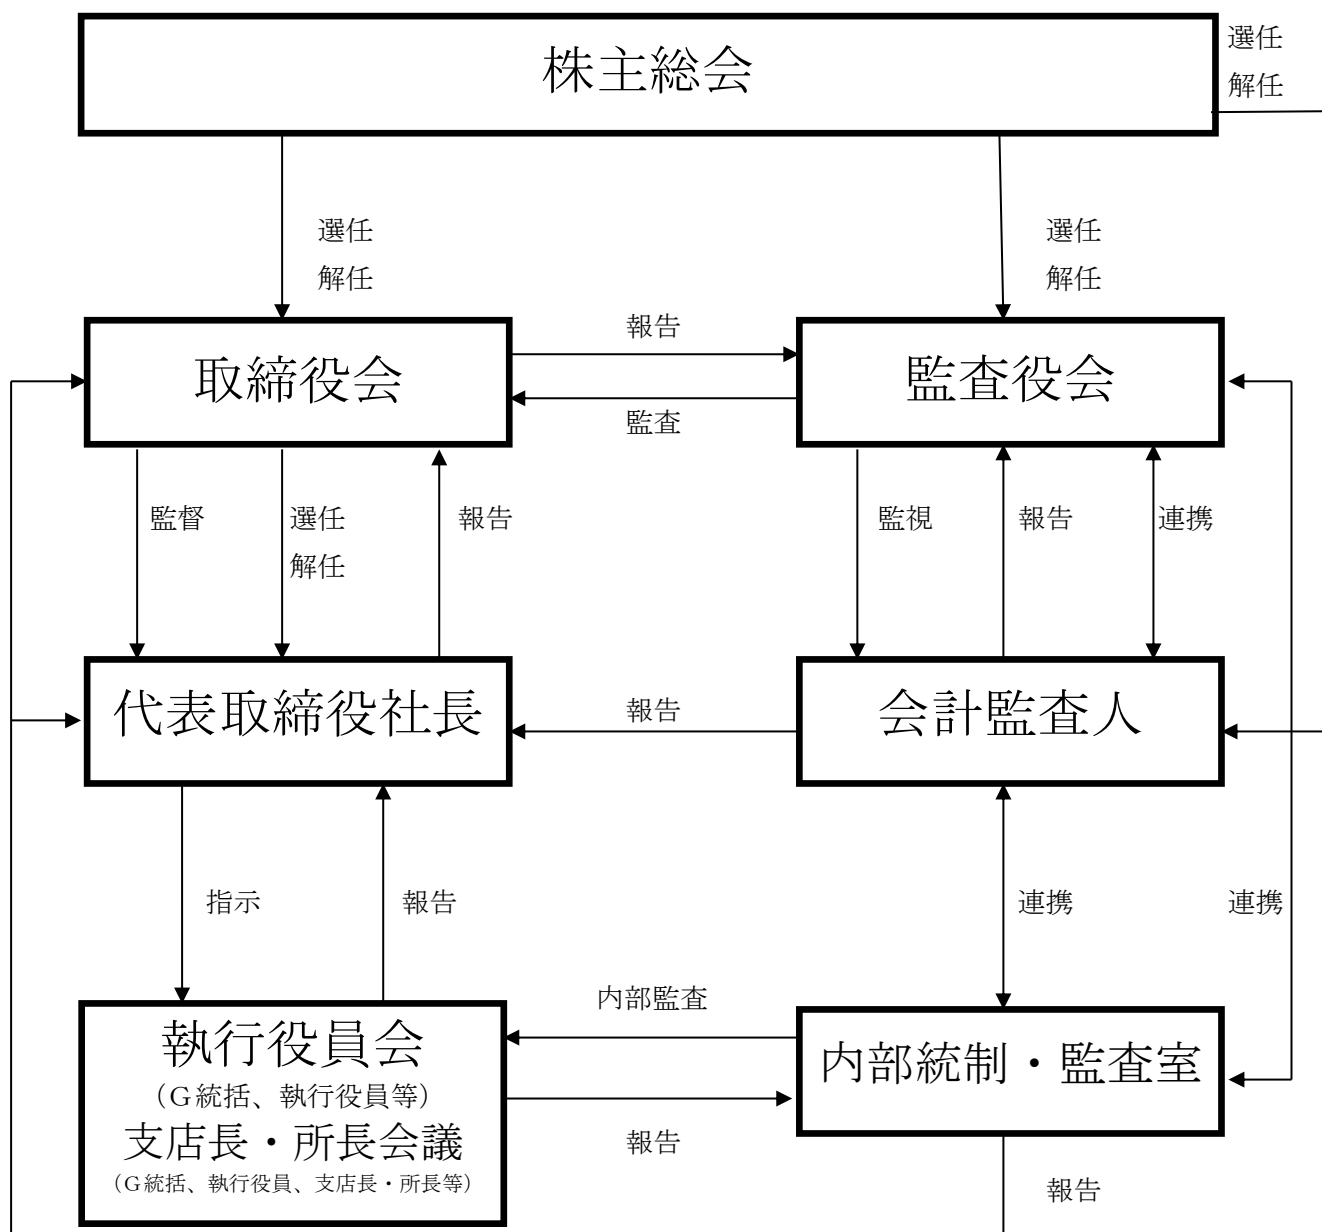 株主総会
選任
解任
選任
解任
選任
解任
取締役会
報告
監査
監査役会
監督
選任
解任
報告
監視
報告
連携
代表取締役社長
報告
会計監査人
指示
報告
連携
連携
執行役員会
（G統括、執行役員等）
支店長・所長会議
（G統括、執行役員、支店長・所長等）
内部監査
報告
内部統制・監査室
報告